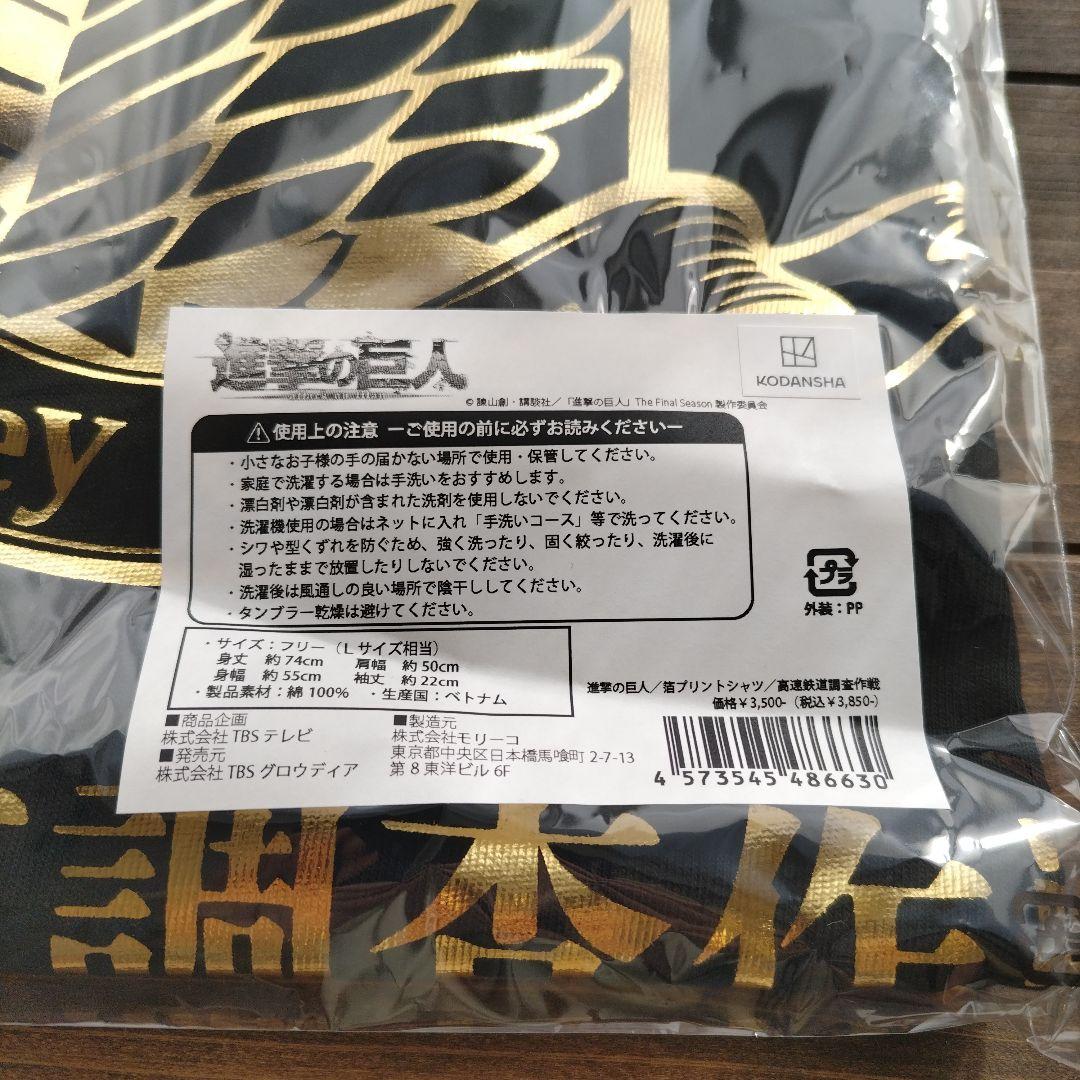 進撃の巨人
KODANSHA
©諫山創・講談社／「進撃の巨人」The Final Season 製作委員会
ey
⚠使用上の注意 ーご使用の前に必ずお読みくださいー
・小さなお子様の手の届かない場所で使用・保管してください。
・家庭で洗濯する場合は手洗いをおすすめします。
・漂白剤や漂白剤が含まれた洗剤を使用しないでください。
・洗濯機使用の場合はネットに入れ「手洗いコース」等で洗ってください。
・シワや型くずれを防ぐため、強く洗ったり、固く絞ったり、洗濯後に
湿ったままで放置したりしないでください。
・洗濯後は風通しの良い場所で陰干ししてください。
・タンブラー乾燥は避けてください。
プラ
外装：PP
・サイズ：フリー（Lサイズ相当）
身丈 約74cm 肩幅 約50cm
身幅 約55cm 袖丈 約22cm
・製品素材：綿100% ・生産国：ベトナム
進撃の巨人／箔プリントシャツ／高速鉄道調査作戦
価格￥3,500-（税込￥3,850-）
■商品企画
株式会社TBSテレビ
■発売元
株式会社TBSグロウディア
■製造元
株式会社モリーコ
東京都中央区日本橋馬喰町2-7-13
第8東洋ビル6F
4 573545 486630
調査作